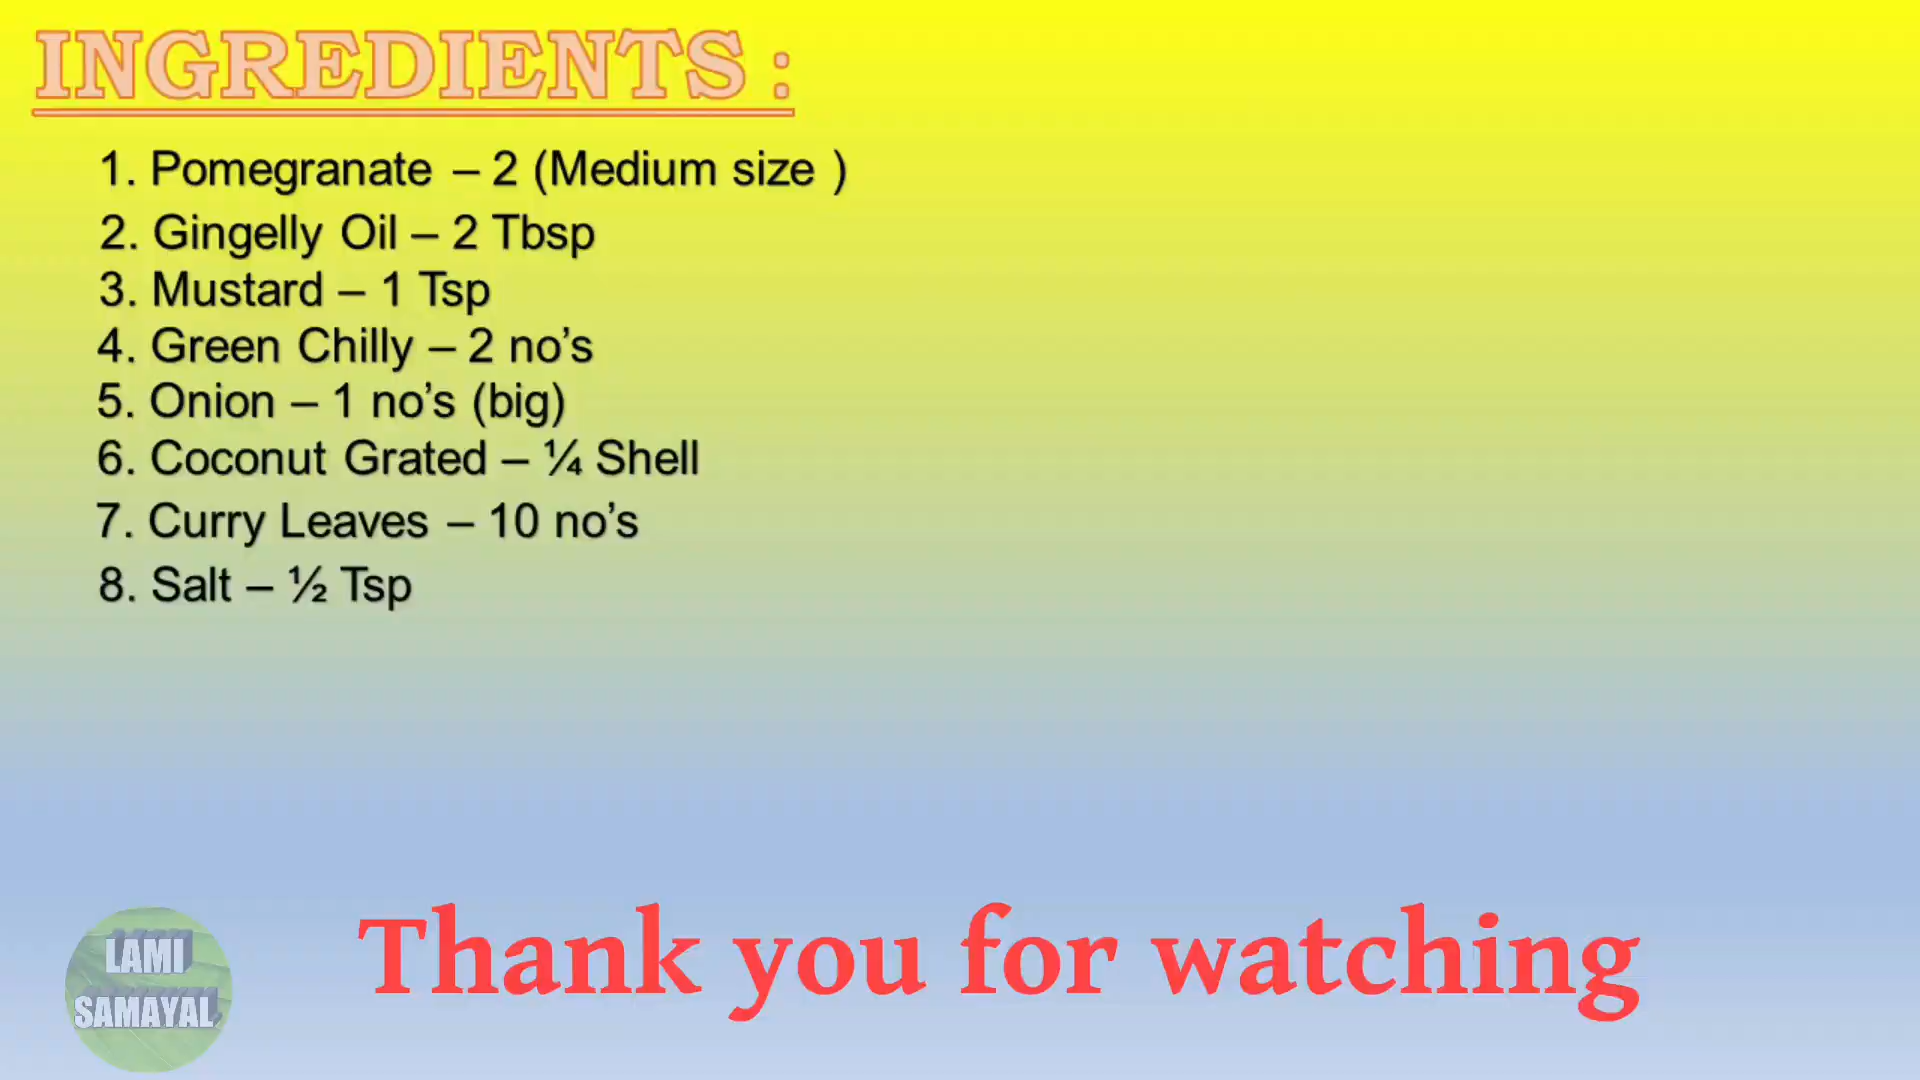 INGREDIENTS :
1. Pomegranate – 2 (Medium size )
2. Gingelly Oil – 2 Tbsp
3. Mustard – 1 Tsp
4. Green Chilly – 2 no’s
5. Onion – 1 no’s (big)
6. Coconut Grated – ¼ Shell
7. Curry Leaves – 10 no’s
8. Salt – ½ Tsp
Thank you for watching
LAMI
SAMAYAL